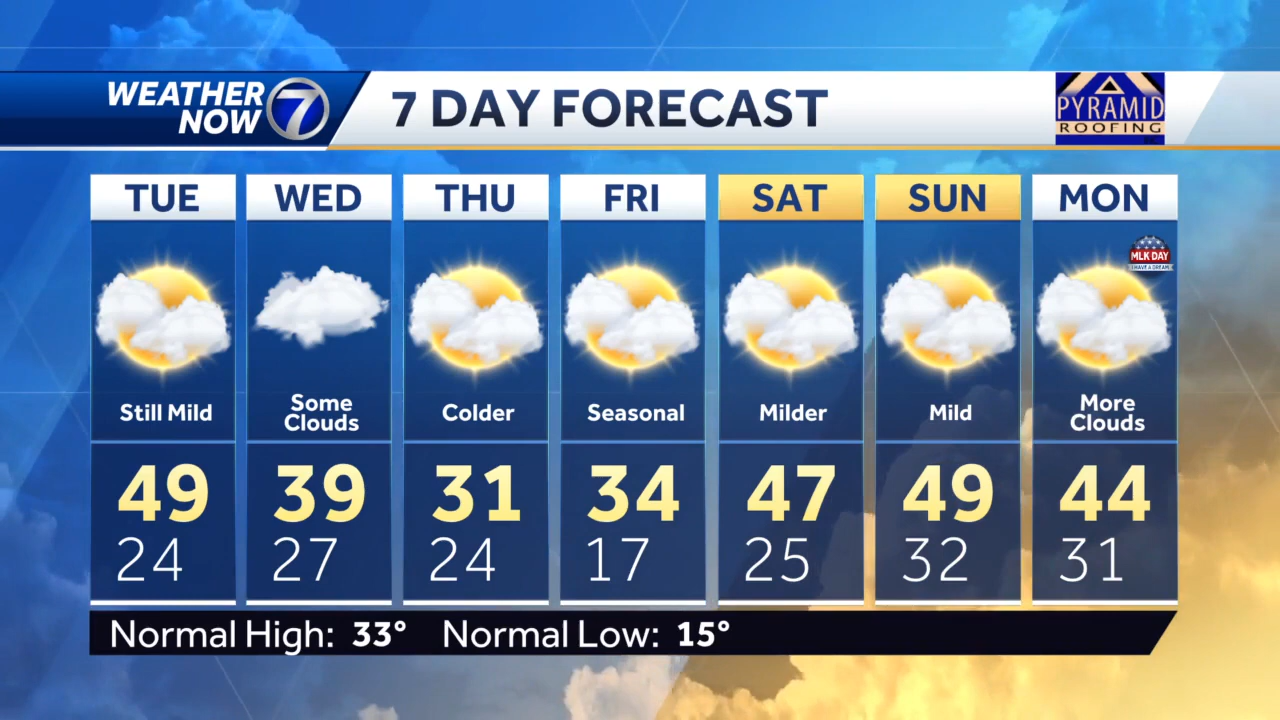 WEATHER
NOW
7
7 DAY FORECAST
PYRAMID
ROOFING
TUE
WED
THU
FRI
SAT
SUN
MON
MLK DAY
I HAVE A DREAM
Still Mild
Some
Clouds
Colder
Seasonal
Milder
Mild
More
Clouds
49
39
31
34
47
49
44
24
27
24
17
25
32
31
Normal High: 33° Normal Low: 15°